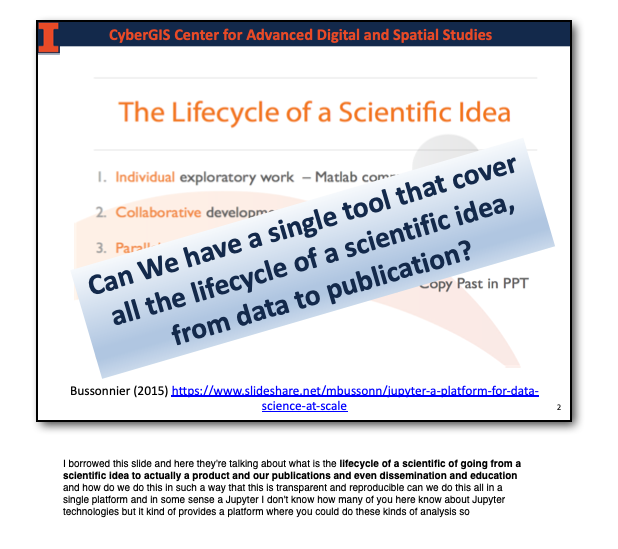 CyberGIS Center for Advanced Digital and Spatial Studies
The Lifecycle of a Scientific Idea
1. Individual exploratory work – Matlab
2. Collaborative
3.
Copy Past in PPT
Can We have a single tool that cover
all the lifecycle of a scientific idea,
from data to publication?
Bussonnier (2015) https://www.slideshare.net/mbussonn/jupyter-a-platform-for-data-
science-at-scale
2
I borrowed this slide and here they're talking about what is the lifecycle of a scientific of going from a
scientific idea to actually a product and our publications and even dissemination and education
and how do we do this in such a way that this is transparent and reproducible can we do this all in a
single platform and in some sense a Jupyter I don't know how many of you here know about Jupyter
technologies but it kind of provides a platform where you could do these kinds of analysis so